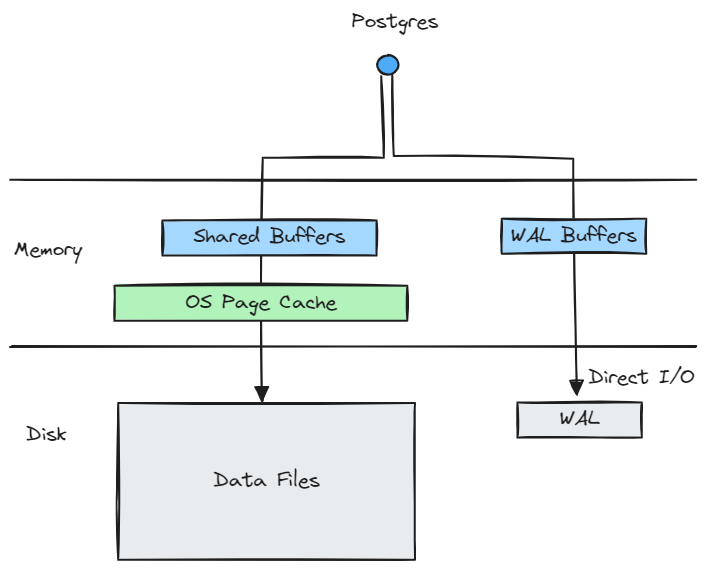 Postgres
Shared Buffers
WAL Buffers
Memory
OS Page Cache
Direct I/O
WAL
Disk
Data Files